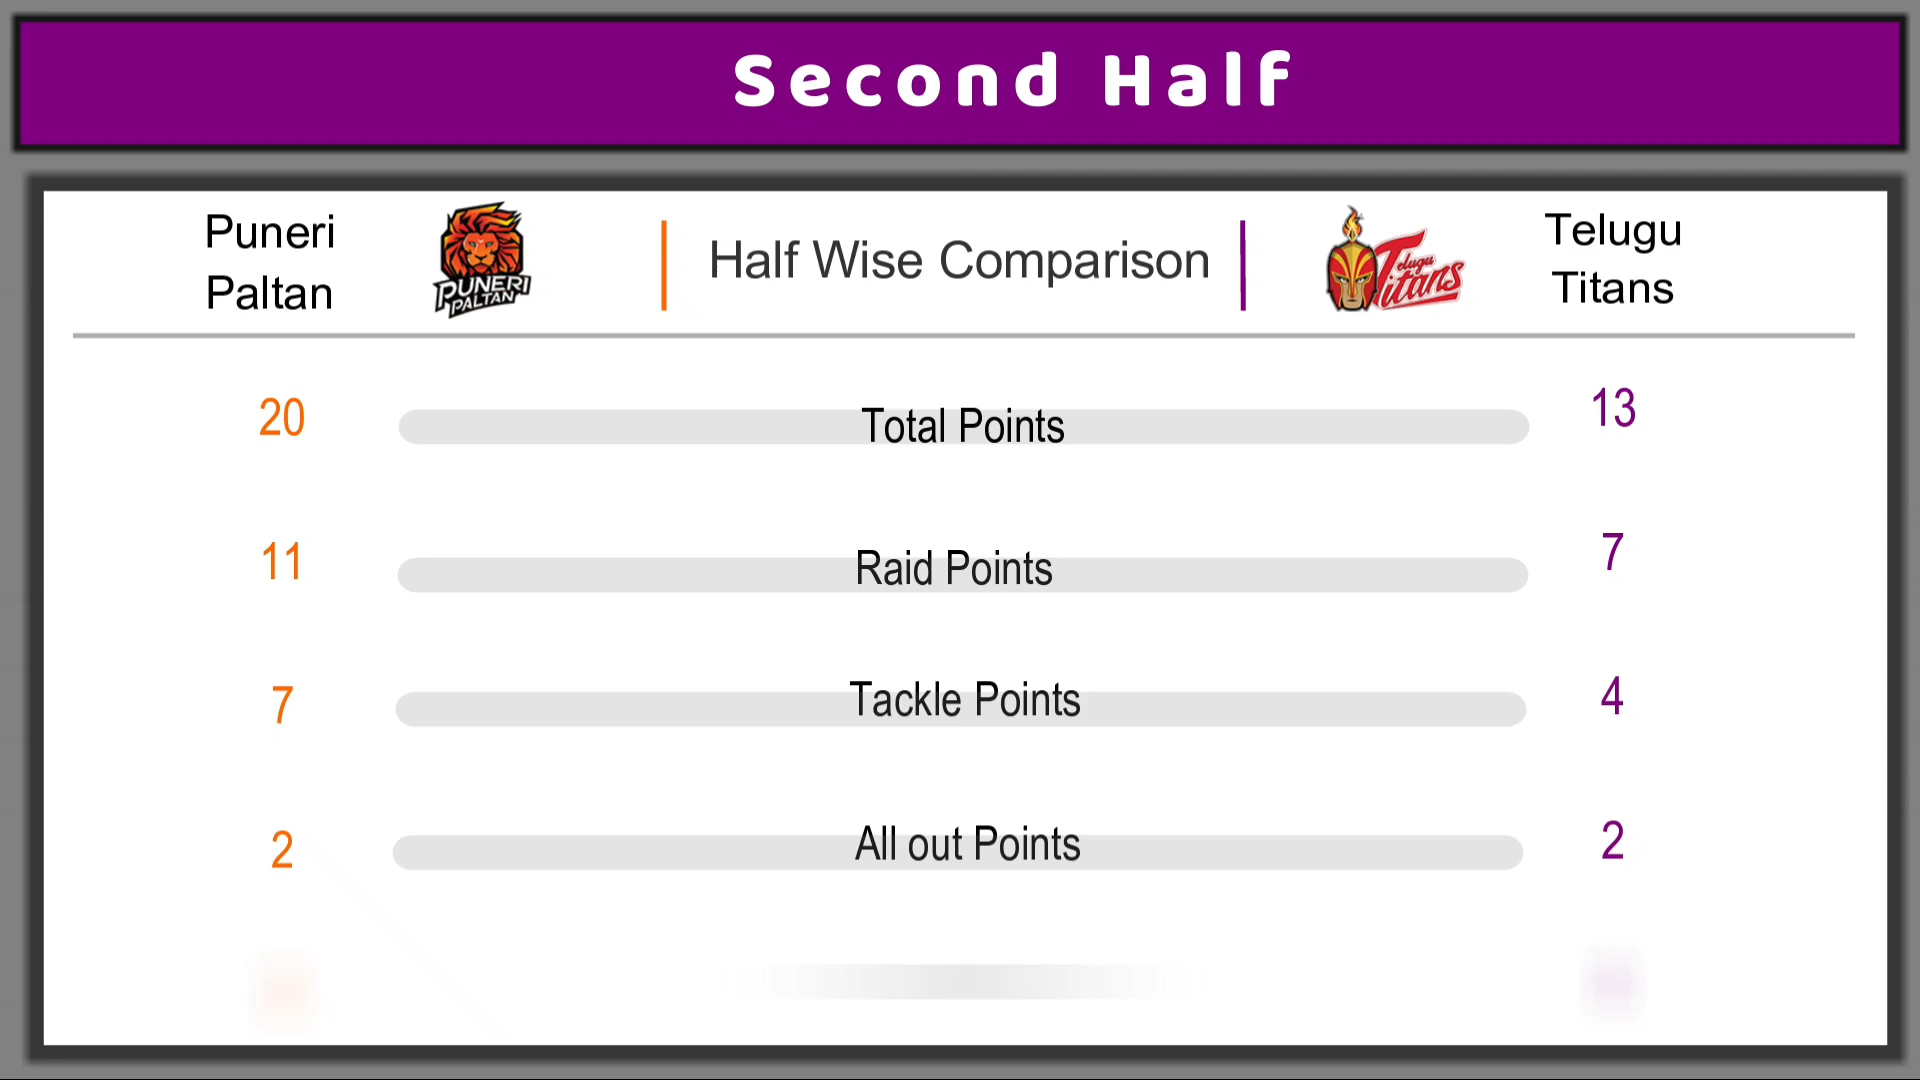 Second Half
Puneri
Paltan
PUNERI
PALTAN
Half Wise Comparison
Telugu
Titans
Telugu
Titans
20 Total Points 13
11 Raid Points 7
7 Tackle Points 4
2 All out Points 2